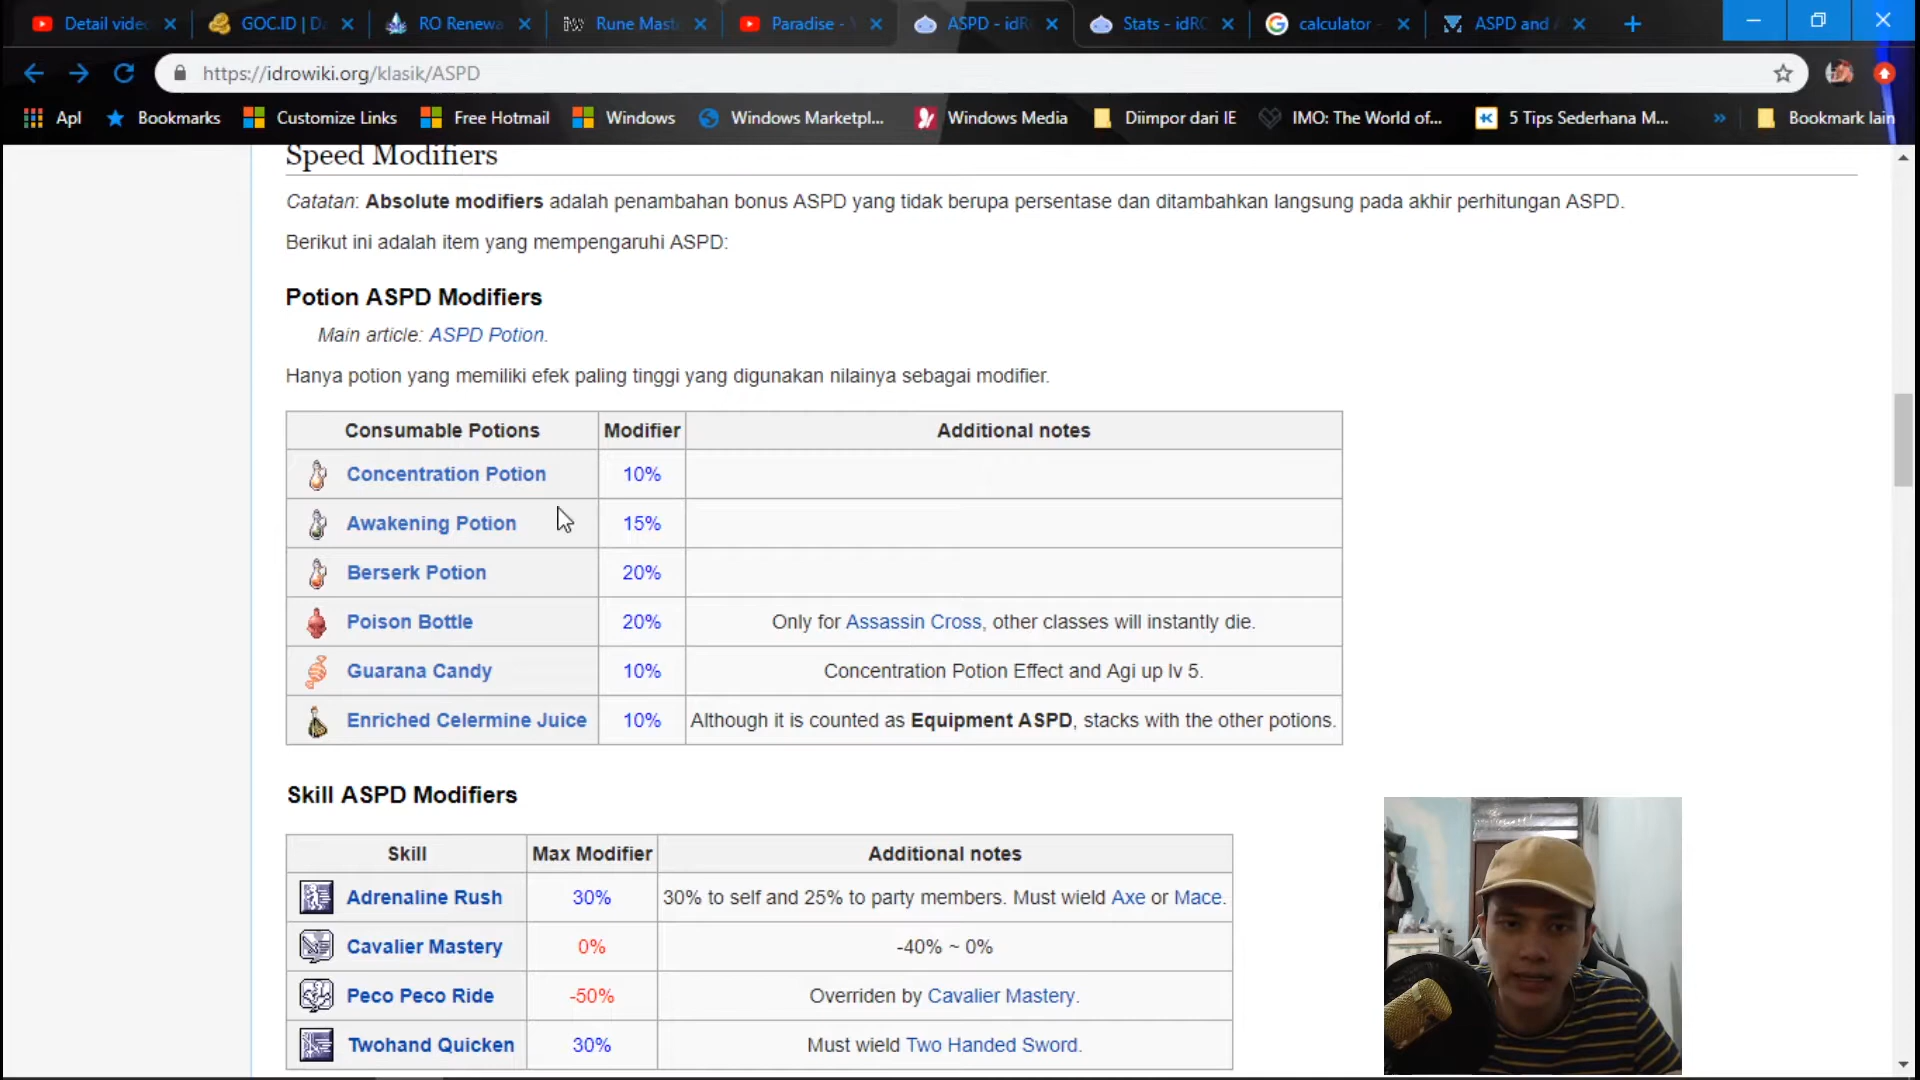 Detail vide
GOC.ID | D
RO Renewa
Rune Mast
Paradise -
ASPD - idR
Stats - idRO
calculator -
ASPD and
https://idrowiki.org/klasik/ASPD
Apl
Bookmarks
Customize Links
Free Hotmail
Windows
Windows Marketpl...
Windows Media
Diimpor dari IE
IMO: The World of...
5 Tips Sederhana M...
»
Bookmark lain
Speed Modifiers
Catatan: Absolute modifiers adalah penambahan bonus ASPD yang tidak berupa persentase dan ditambahkan langsung pada akhir perhitungan ASPD.
Berikut ini adalah item yang mempengaruhi ASPD:
Potion ASPD Modifiers
Main article: ASPD Potion.
Hanya potion yang memiliki efek paling tinggi yang digunakan nilainya sebagai modifier.
Consumable Potions Modifier Additional notes
Concentration Potion 10%
Awakening Potion 15%
Berserk Potion 20%
Poison Bottle 20% Only for Assassin Cross, other classes will instantly die.
Guarana Candy 10% Concentration Potion Effect and Agi up lv 5.
Enriched Celermine Juice 10% Although it is counted as Equipment ASPD, stacks with the other potions.
Skill ASPD Modifiers
Skill Max Modifier Additional notes
Adrenaline Rush 30% 30% to self and 25% to party members. Must wield Axe or Mace.
Cavalier Mastery 0% -40% ~ 0%
Peco Peco Ride -50% Overriden by Cavalier Mastery.
Twohand Quicken 30% Must wield Two Handed Sword.